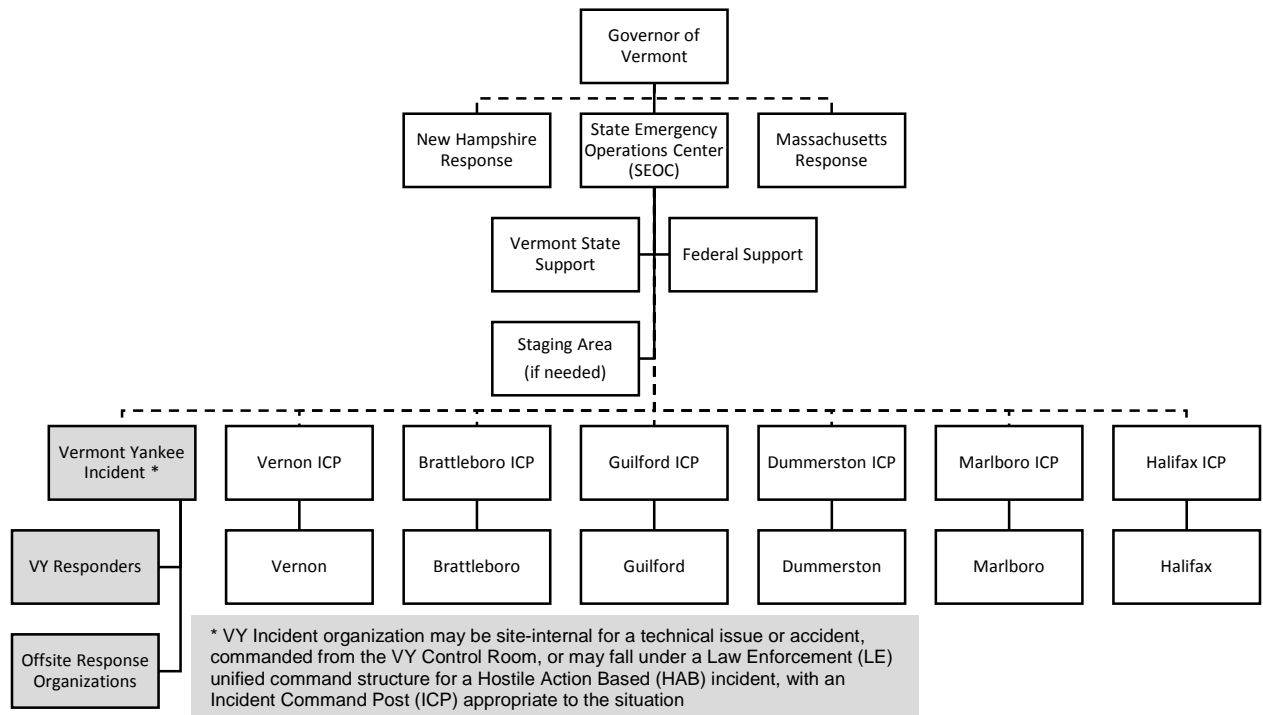 Governor of
Vermont
New Hampshire
Response
State Emergency
Operations Center
(SEOC)
Massachusetts
Response
Vermont State
Support
Federal Support
Staging Area
(if needed)
Vermont Yankee
Incident *
Vernon ICP
Brattleboro ICP
Guilford ICP
Dummerston ICP
Marlboro ICP
Halifax ICP
VY Responders
Vernon
Brattleboro
Guilford
Dummerston
Marlboro
Halifax
Offsite Response
Organizations
* VY Incident organization may be site-internal for a technical issue or accident,
commanded from the VY Control Room, or may fall under a Law Enforcement (LE)
unified command structure for a Hostile Action Based (HAB) incident, with an
Incident Command Post (ICP) appropriate to the situation